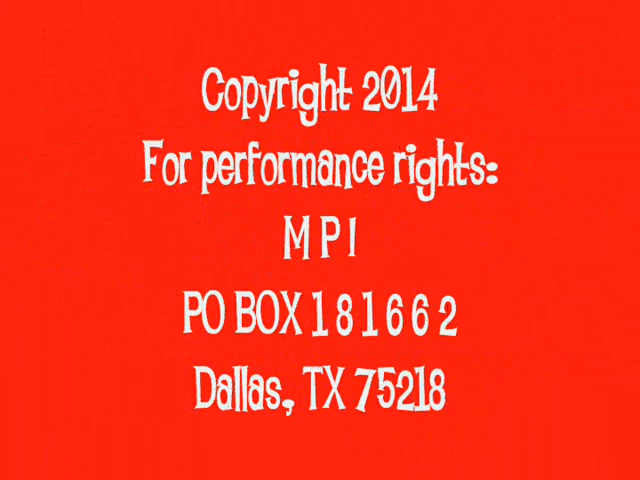 Copyright 2014
For performance rights:
M P I
PO BOX 1 8 1 6 6 2
Dallas, TX 75218